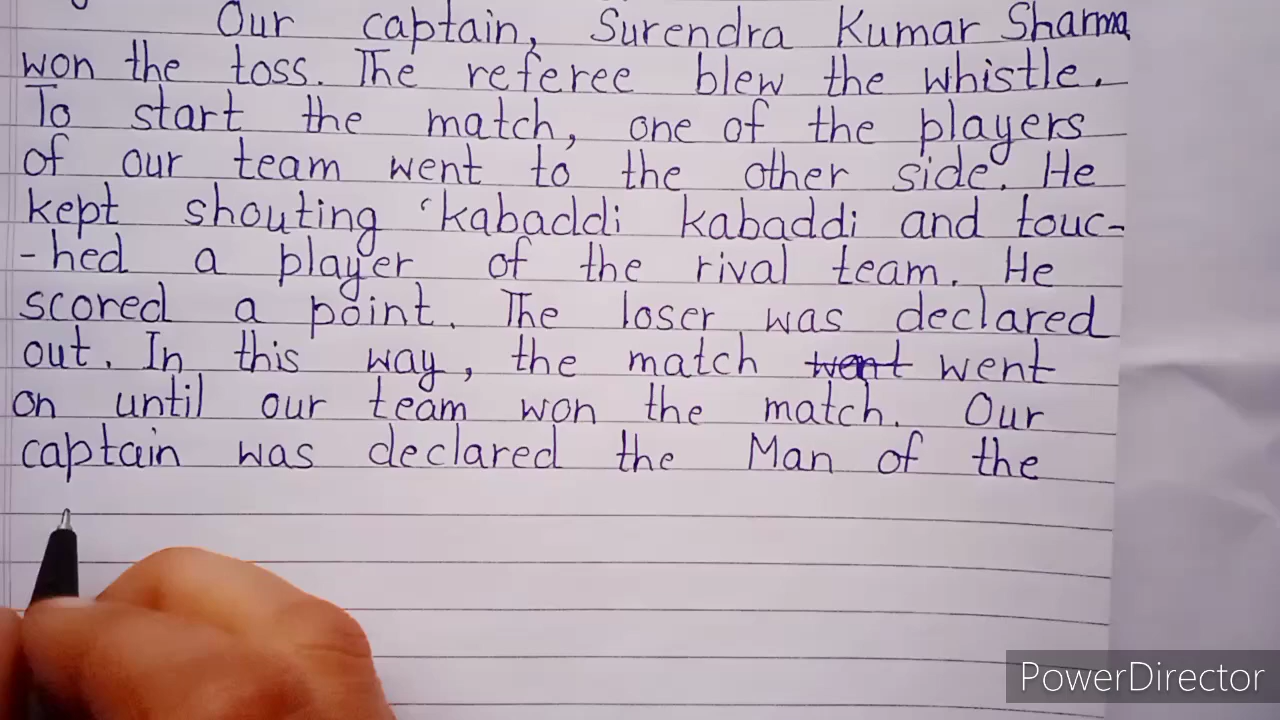 Our captain, Surendra Kumar Sharma
won the toss. The referee blew the whistle.
To start the match, one of the players
of our team went to the other side. He
kept shouting ‘kabaddi kabaddi and touc-
-hed a player of the rival team. He
scored a point. The loser was declared
out. In this way, the match went
on until our team won the match. Our
captain was declared the Man of the
PowerDirector